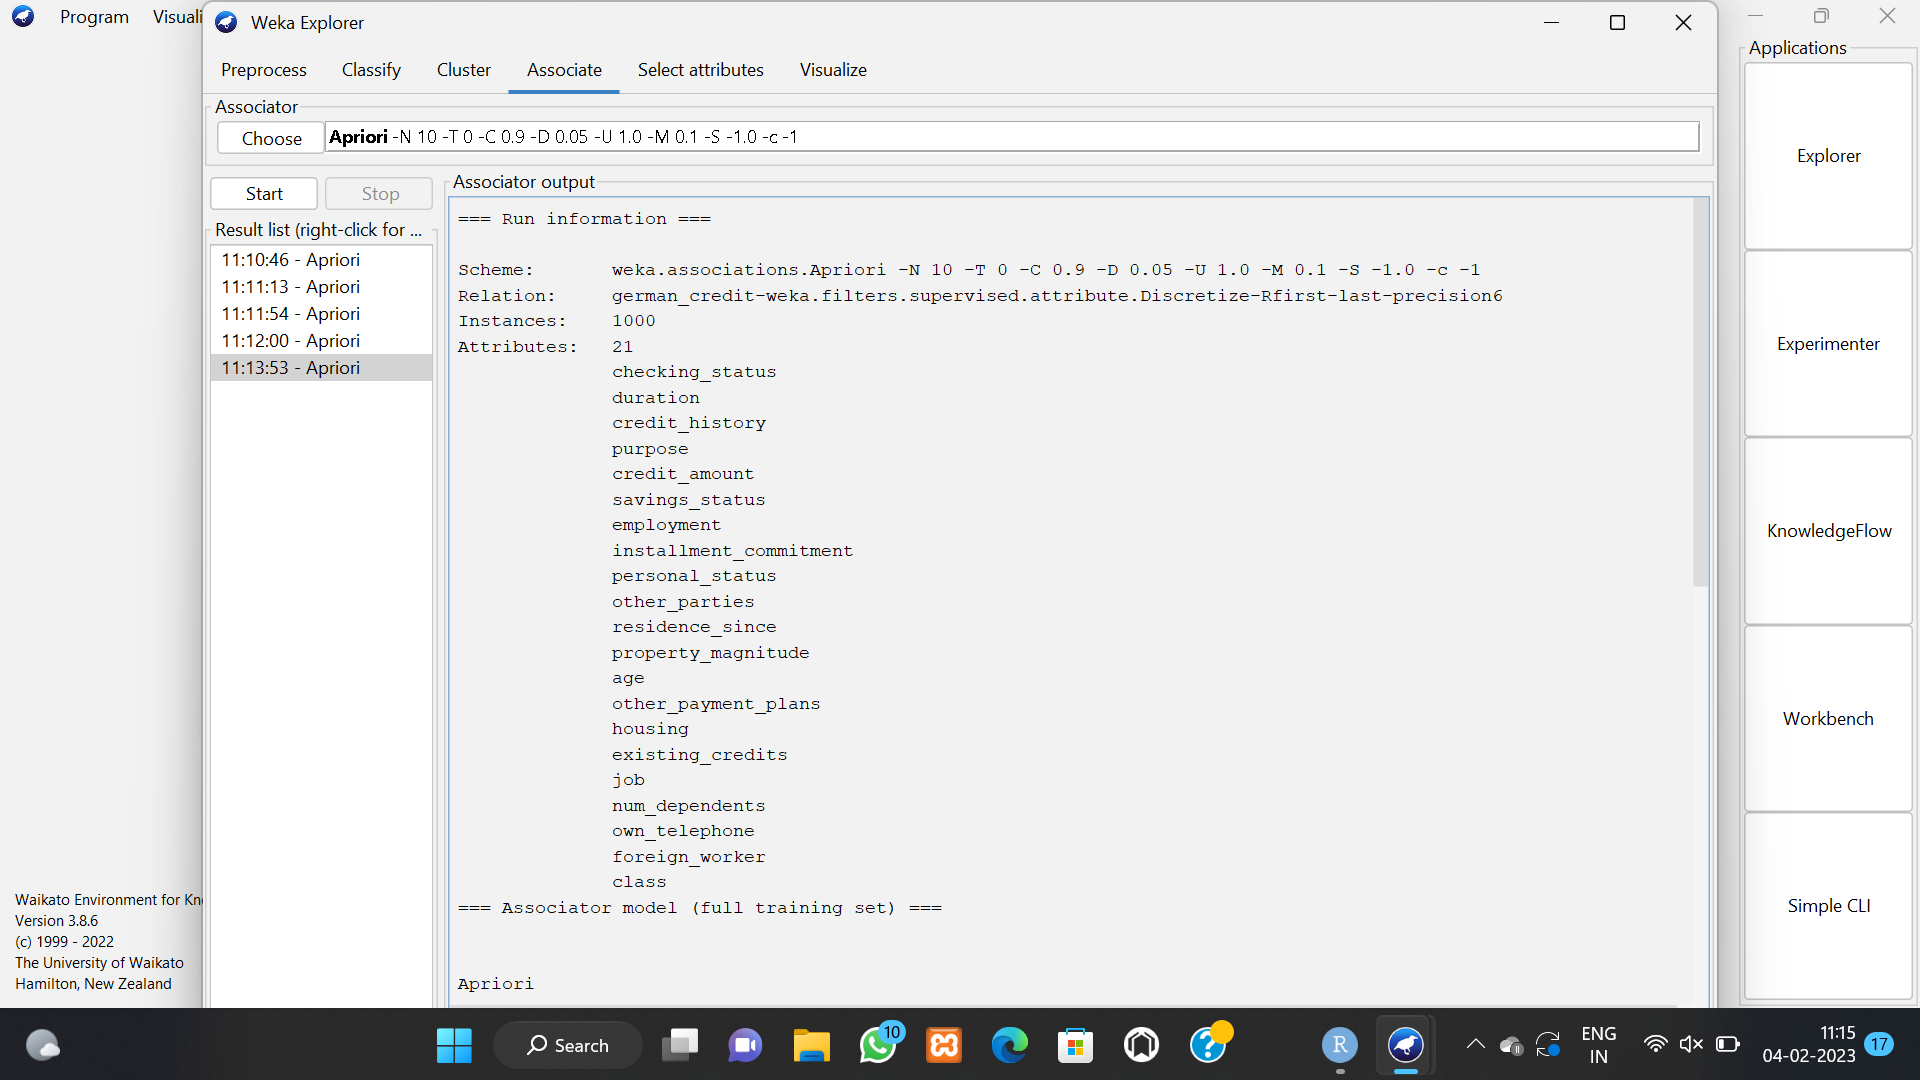 Program Visuali
Weka Explorer
Preprocess Classify Cluster Associate Select attributes Visualize
Associator
Choose Apriori -N 10 -T 0 -C 0.9 -D 0.05 -U 1.0 -M 0.1 -S -1.0 -c -1
Start Stop
Result list (right-click for ...
11:10:46 - Apriori
11:11:13 - Apriori
11:11:54 - Apriori
11:12:00 - Apriori
11:13:53 - Apriori
Associator output
=== Run information ===
Scheme: weka.associations.Apriori -N 10 -T 0 -C 0.9 -D 0.05 -U 1.0 -M 0.1 -S -1.0 -c -1
Relation: german_credit-weka.filters.supervised.attribute.Discretize-Rfirst-last-precision6
Instances: 1000
Attributes: 21
checking_status
duration
credit_history
purpose
credit_amount
savings_status
employment
installment_commitment
personal_status
other_parties
residence_since
property_magnitude
age
other_payment_plans
housing
existing_credits
job
num_dependents
own_telephone
foreign_worker
class
=== Associator model (full training set) ===
Apriori
Applications
Explorer
Experimenter
KnowledgeFlow
Workbench
Simple CLI
Waikato Environment for Kn
Version 3.8.6
(c) 1999 - 2022
The University of Waikato
Hamilton, New Zealand
Search
10
R
ENG
IN
11:15
04-02-2023
17